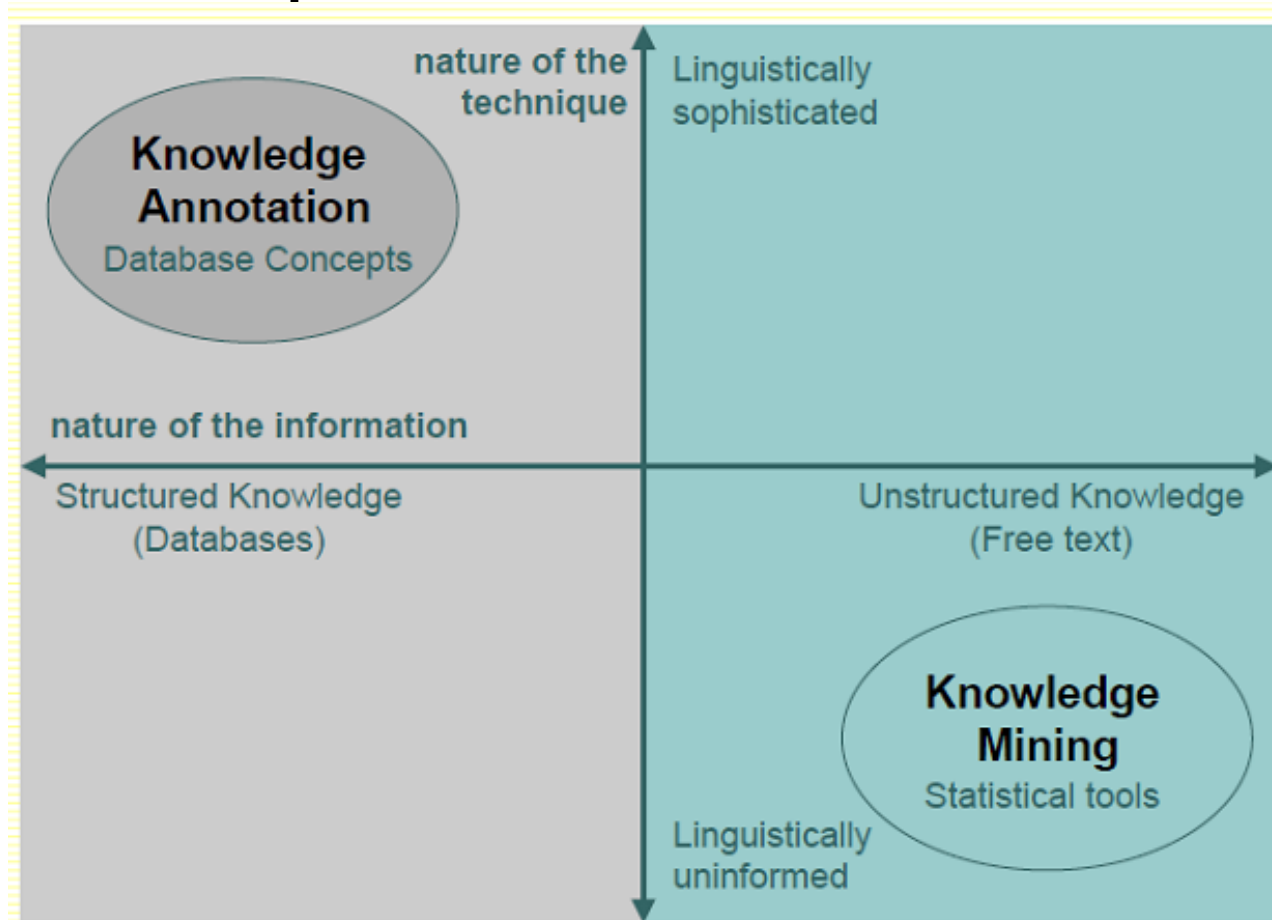 nature of the
technique
Linguistically
sophisticated
Knowledge
Annotation
Database Concepts
nature of the information
Structured Knowledge
(Databases)
Unstructured Knowledge
(Free text)
Knowledge
Mining
Statistical tools
Linguistically
uninformed